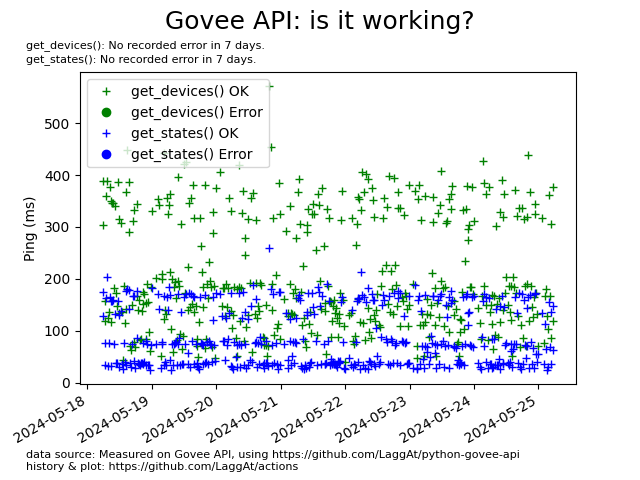 Govee API: is it working?
get_devices(): No recorded error in 7 days.
get_states(): No recorded error in 7 days.
get_devices() OK
get_devices() Error
get_states() OK
get_states() Error
Ping (ms)
500
400
300
200
100
0
2024-05-18
2024-05-19
2024-05-20
2024-05-21
2024-05-22
2024-05-23
2024-05-24
2024-05-25
data source: Measured on Govee API, using https://github.com/LaggAt/python-govee-api
history & plot: https://github.com/LaggAt/actions